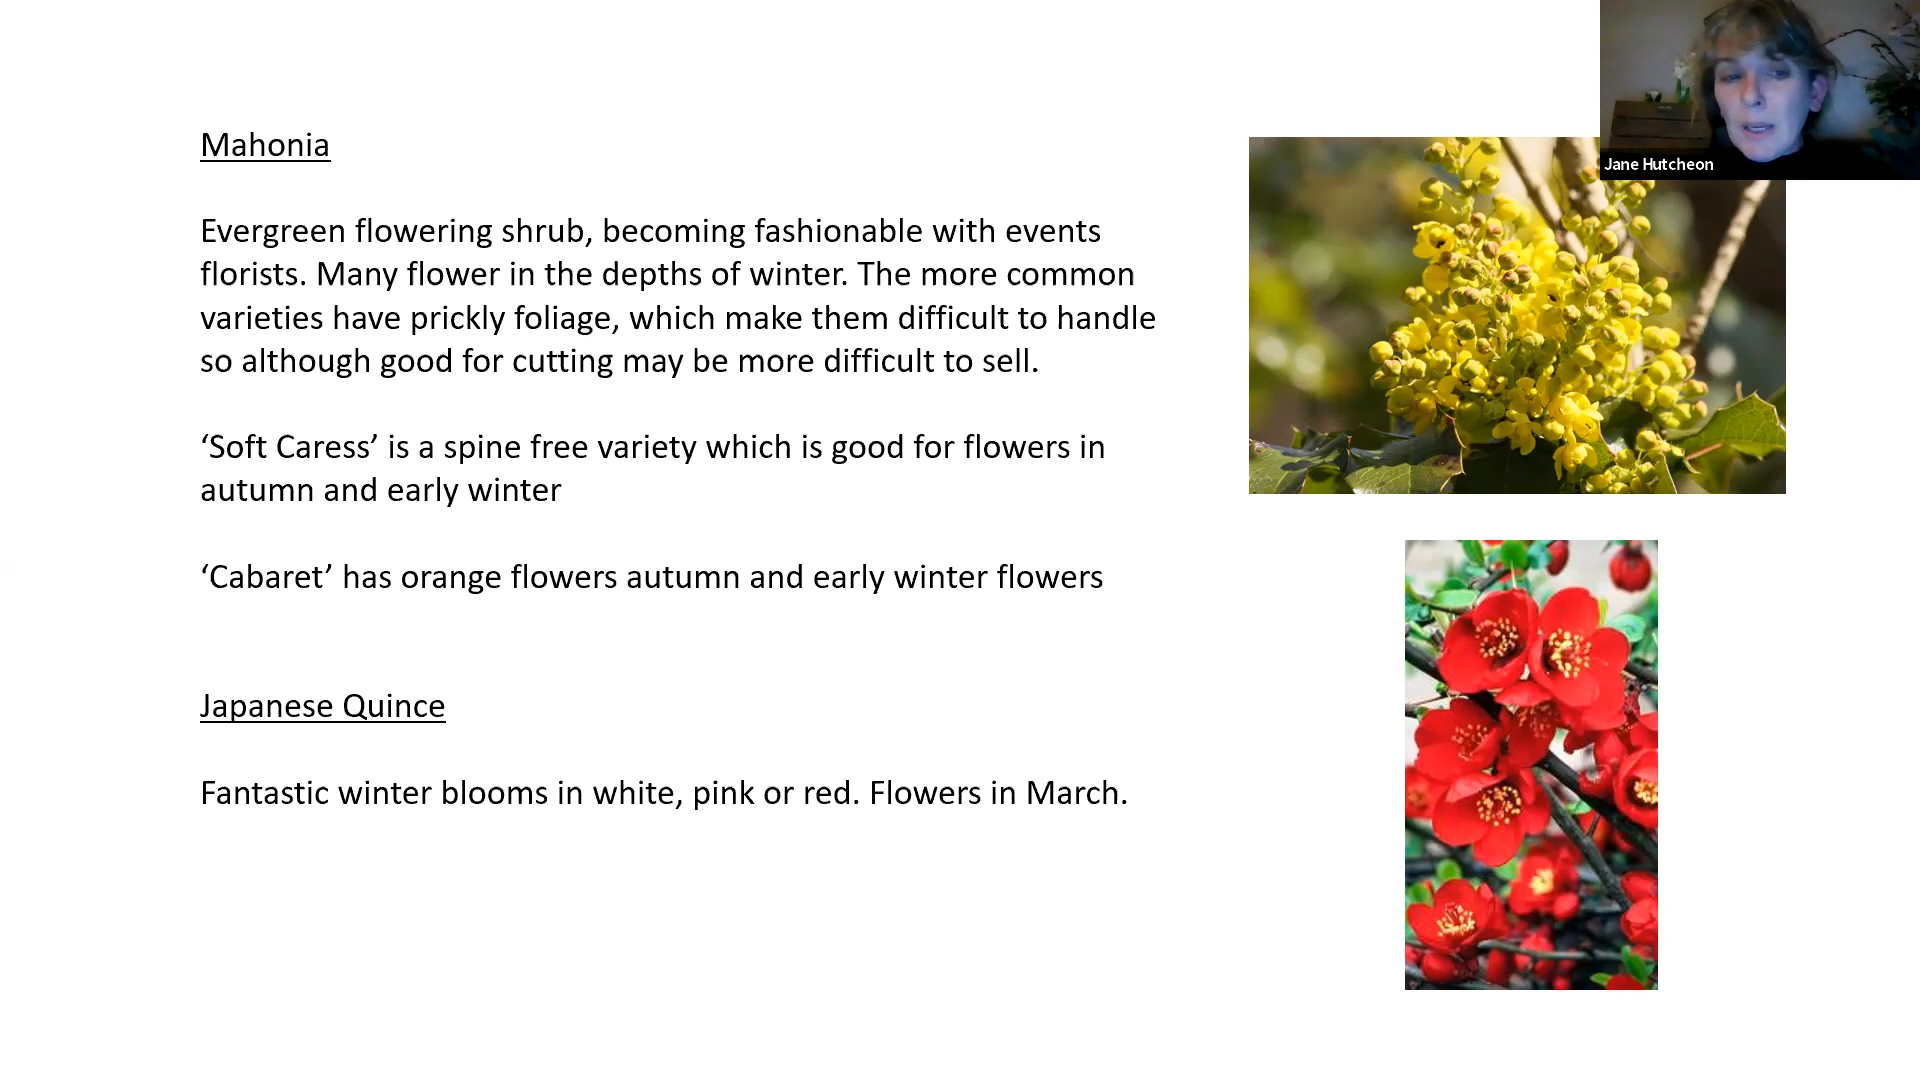 Mahonia
Evergreen flowering shrub, becoming fashionable with events
florists. Many flower in the depths of winter. The more common
varieties have prickly foliage, which make them difficult to handle
so although good for cutting may be more difficult to sell.
‘Soft Caress’ is a spine free variety which is good for flowers in
autumn and early winter
‘Cabaret’ has orange flowers autumn and early winter flowers
Japanese Quince
Fantastic winter blooms in white, pink or red. Flowers in March.
Jane Hutcheon